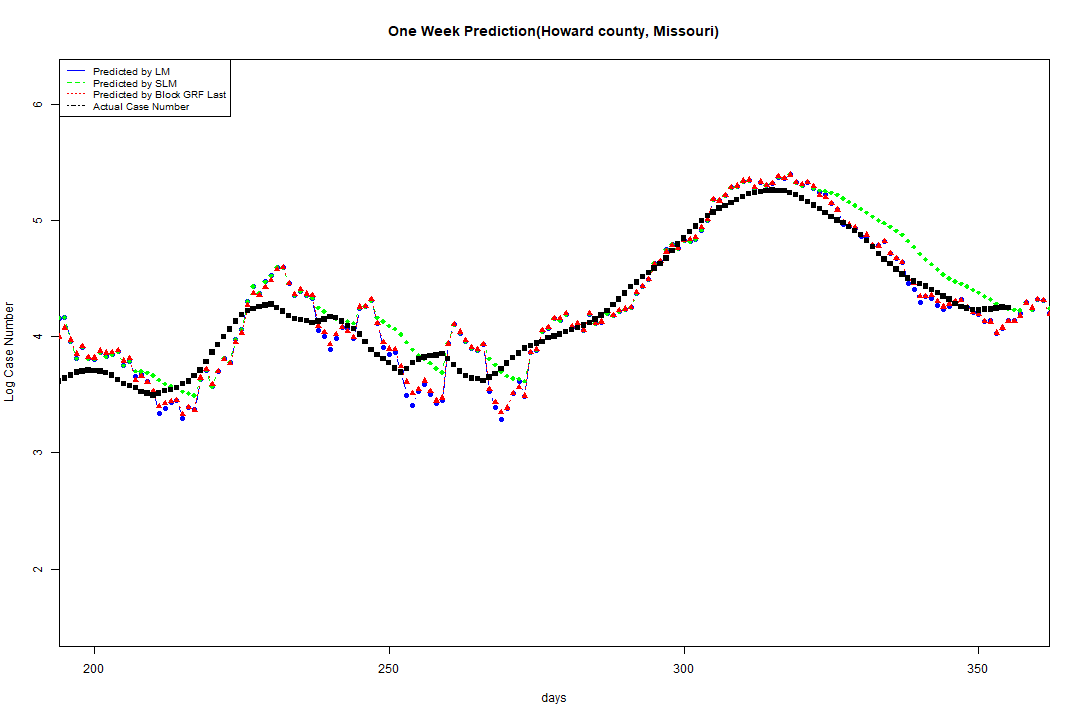 One Week Prediction(Howard county, Missouri)
Predicted by LM
Predicted by SLM
Predicted by Block GRF Last
Actual Case Number
6
5
4
3
2
Log Case Number
200
250
300
350
days